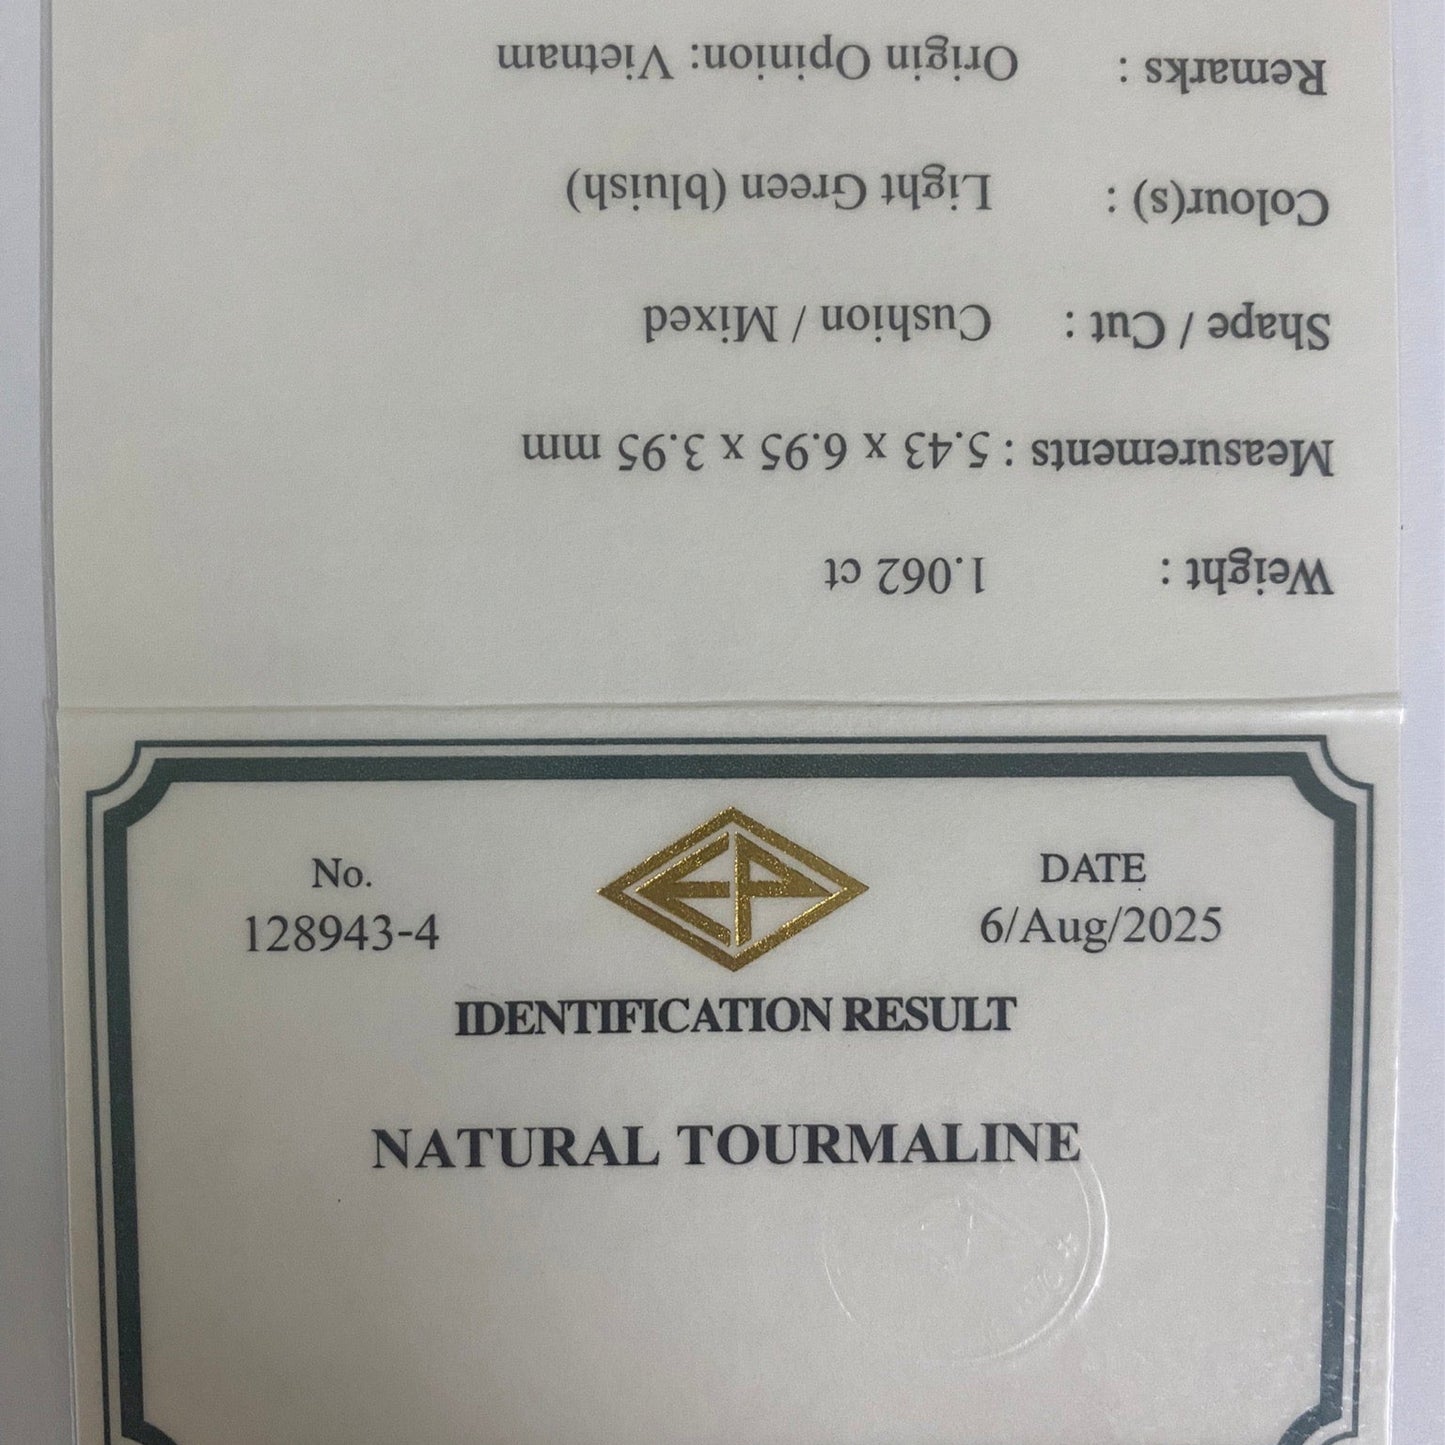 No.
128943-4
EP
DATE
6/Aug/2025
IDENTIFICATION RESULT
NATURAL TOURMALINE
Weight : 1.062 ct
Measurements : 5.43 x 6.95 x 3.95 mm
Shape / Cut : Cushion / Mixed
Colour(s) : Light Green (bluish)
Remarks : Origin Opinion: Vietnam